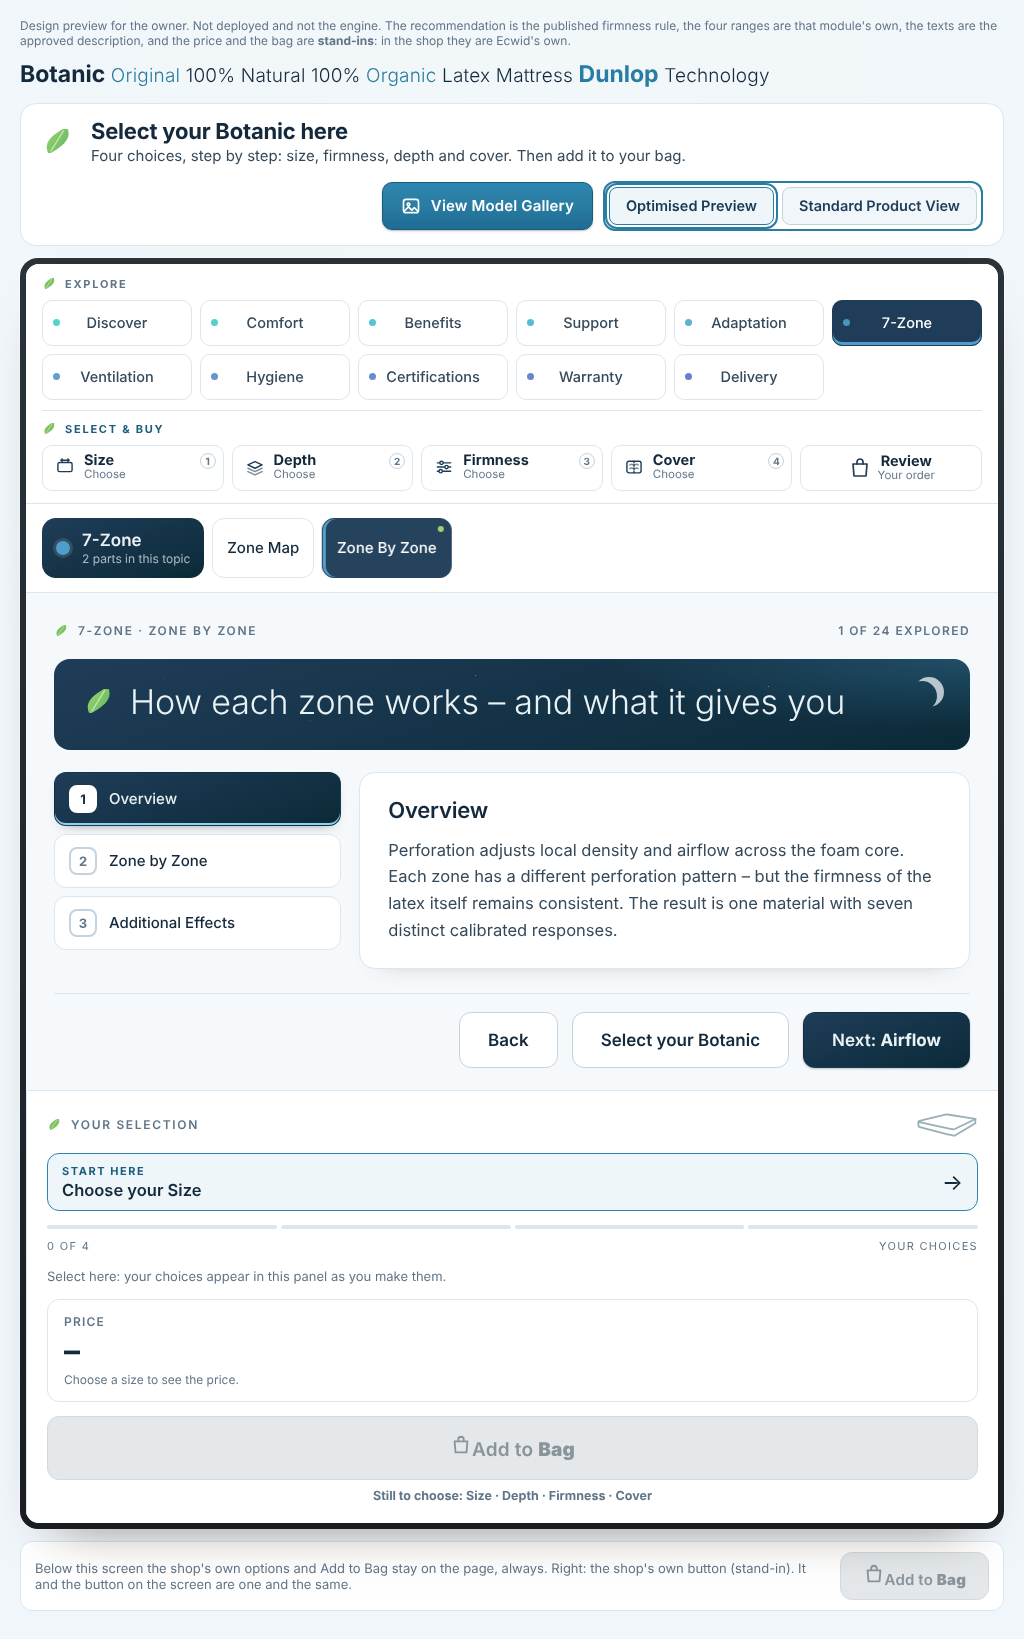 Design preview for the owner. Not deployed and not the engine. The recommendation is the published firmness rule, the four ranges are that module's own, the texts are the
approved description, and the price and the bag are stand-ins: in the shop they are Ecwid's own.
Botanic Original 100% Natural 100% Organic Latex Mattress Dunlop Technology
Select your Botanic here
Four choices, step by step: size, firmness, depth and cover. Then add it to your bag.
View Model Gallery
Optimised Preview
Standard Product View
EXPLORE
Discover
Comfort
Benefits
Support
Adaptation
7-Zone
Ventilation
Hygiene
Certifications
Warranty
Delivery
SELECT & BUY
Size
Choose
1
Depth
Choose
2
Firmness
Choose
3
Cover
Choose
4
Review
Your order
7-Zone
2 parts in this topic
Zone Map
Zone By Zone
7-ZONE · ZONE BY ZONE
1 OF 24 EXPLORED
How each zone works – and what it gives you
1 Overview
2 Zone by Zone
3 Additional Effects
Overview
Perforation adjusts local density and airflow across the foam core.
Each zone has a different perforation pattern – but the firmness of the
latex itself remains consistent. The result is one material with seven
distinct calibrated responses.
Back
Select your Botanic
Next: Airflow
YOUR SELECTION
START HERE
Choose your Size
0 OF 4
YOUR CHOICES
Select here: your choices appear in this panel as you make them.
PRICE
–
Choose a size to see the price.
Add to Bag
Still to choose: Size · Depth · Firmness · Cover
Below this screen the shop's own options and Add to Bag stay on the page, always. Right: the shop's own button (stand-in). It
and the button on the screen are one and the same.
Add to Bag